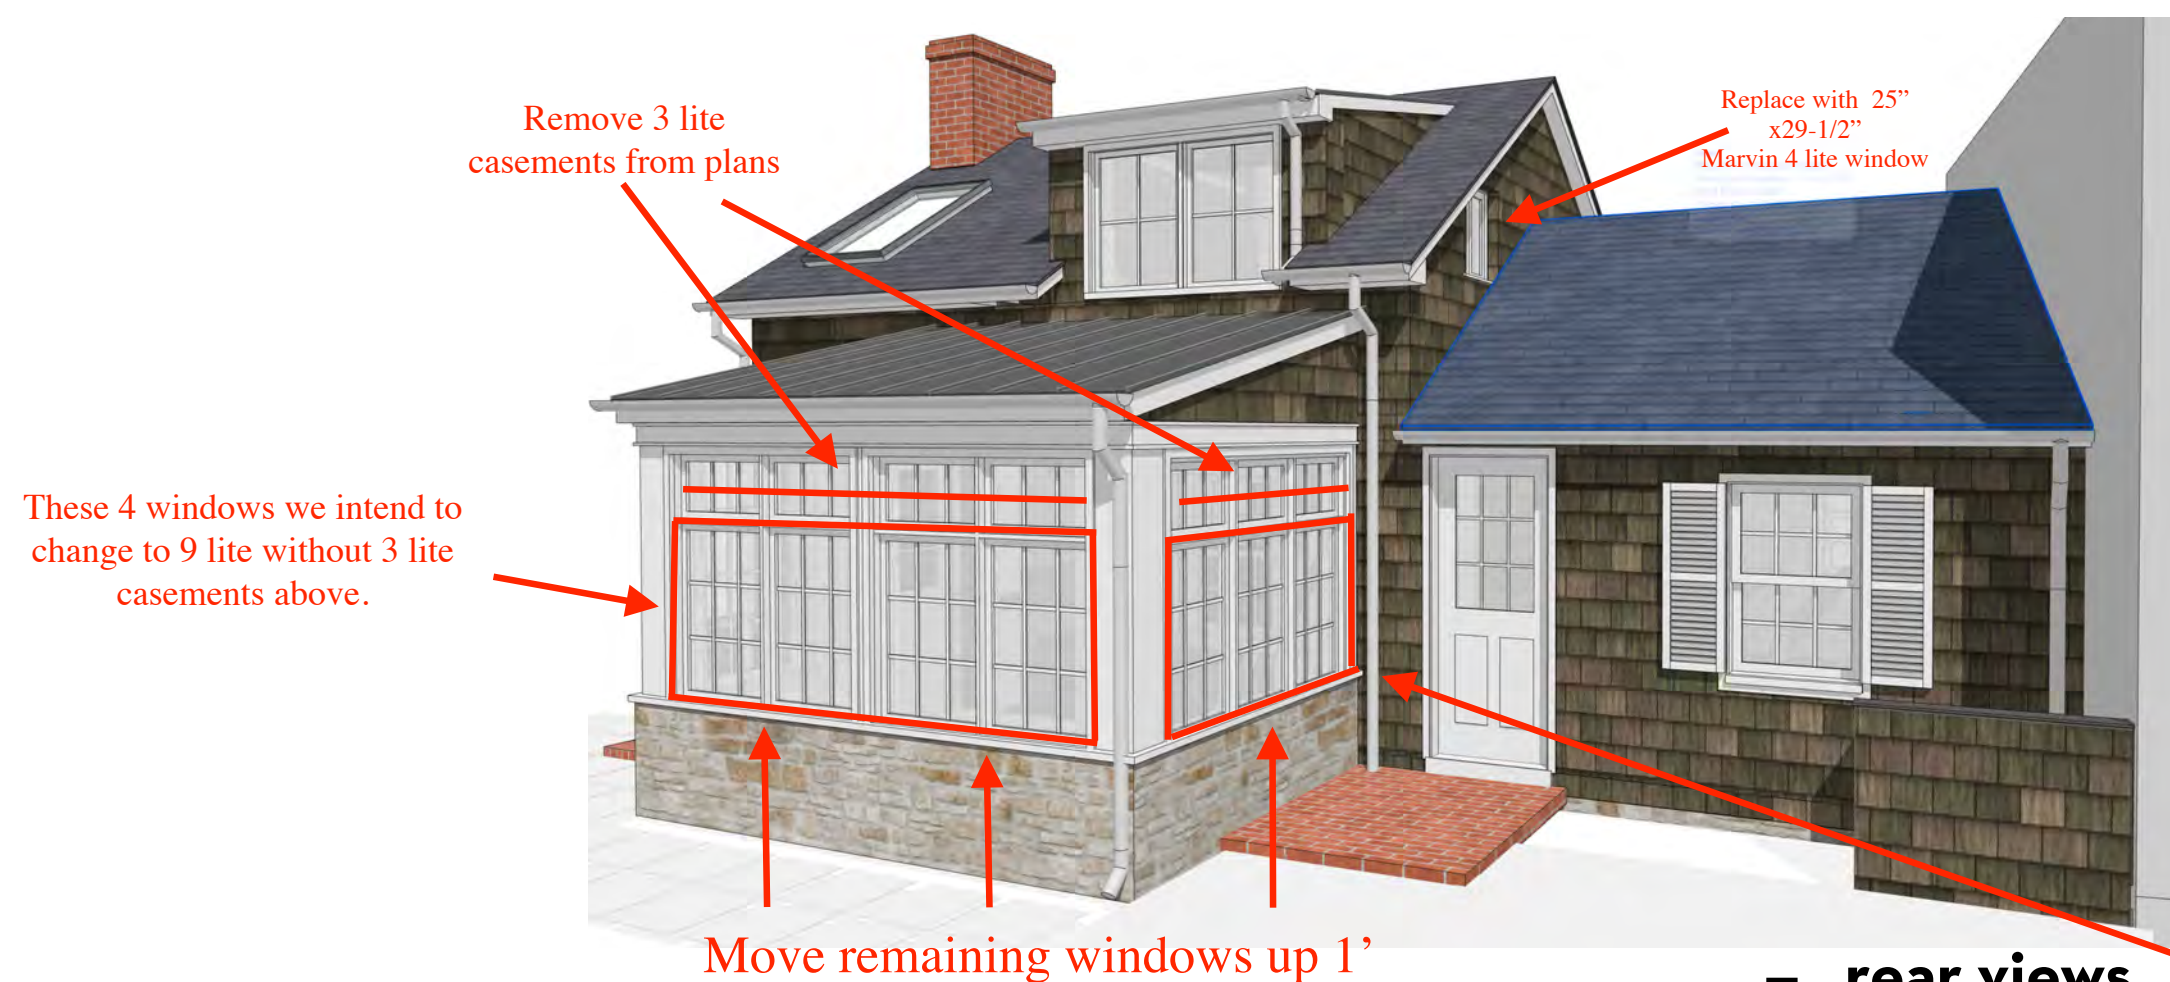 Remove 3 lite
casements from plans
Replace with 25”
x29-1/2”
Marvin 4 lite window
These 4 windows we intend to
change to 9 lite without 3 lite
casements above.
Move remaining windows up 1’
– rear views